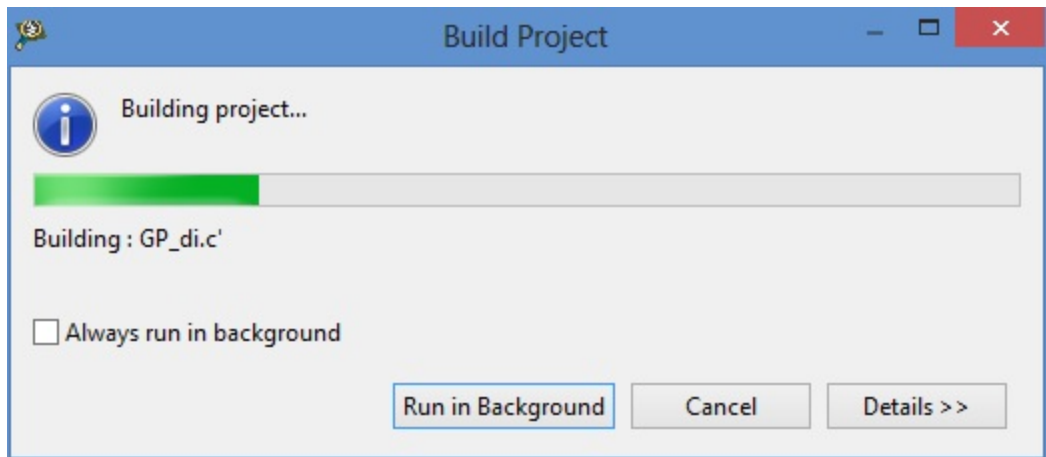 Build Project
Building project...
Building : GP_di.c'
Always run in background
Run in Background Cancel Details >>